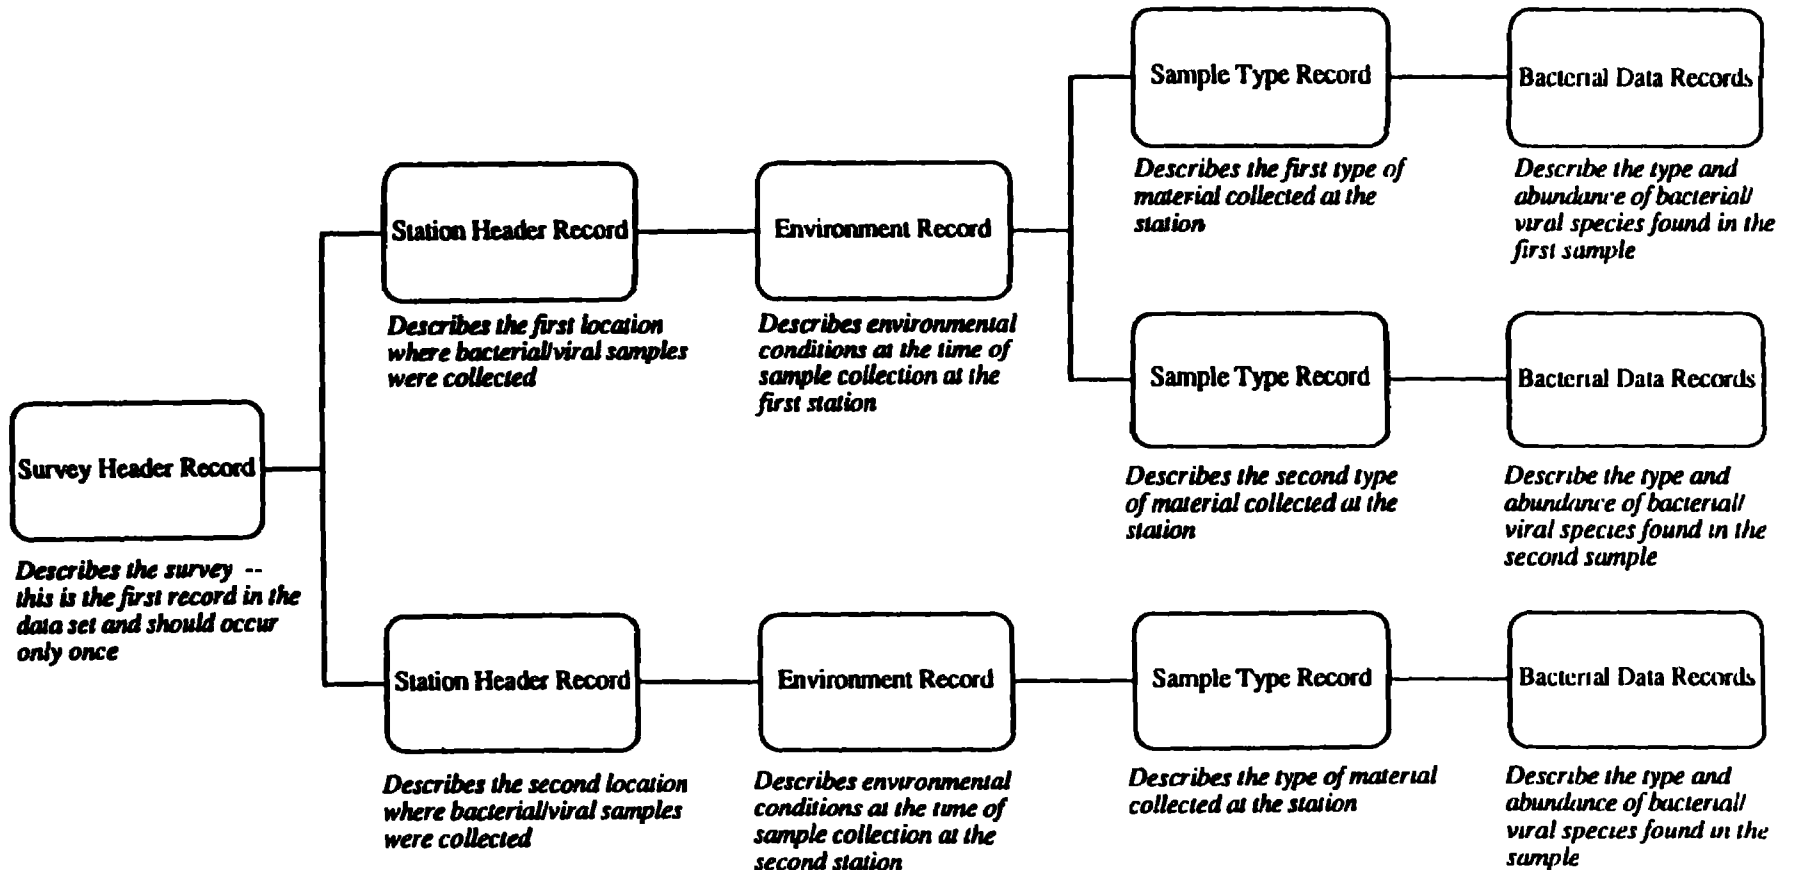 Sample Type Record
Bacterial Data Records
Describes the first type of
material collected at the
station
Describe the type and
abundance of bacterial/
viral species found in the
first sample
Station Header Record
Environment Record
Describes the first location
where bacterial/viral samples
were collected
Describes environmental
conditions at the time of
sample collection at the
first station
Sample Type Record
Bacterial Data Records
Describes the second type
of material collected at the
station
Describe the type and
abundance of bacterial/
viral species found in the
second sample
Survey Header Record
Describes the survey --
this is the first record in the
data set and should occur
only once
Station Header Record
Environment Record
Sample Type Record
Bacterial Data Records
Describes the second location
where bacterial/viral samples
were collected
Describes environmental
conditions at the time of
sample collection at the
second station
Describes the type of material
collected at the station
Describe the type and
abundance of bacterial/
viral species found in the
sample